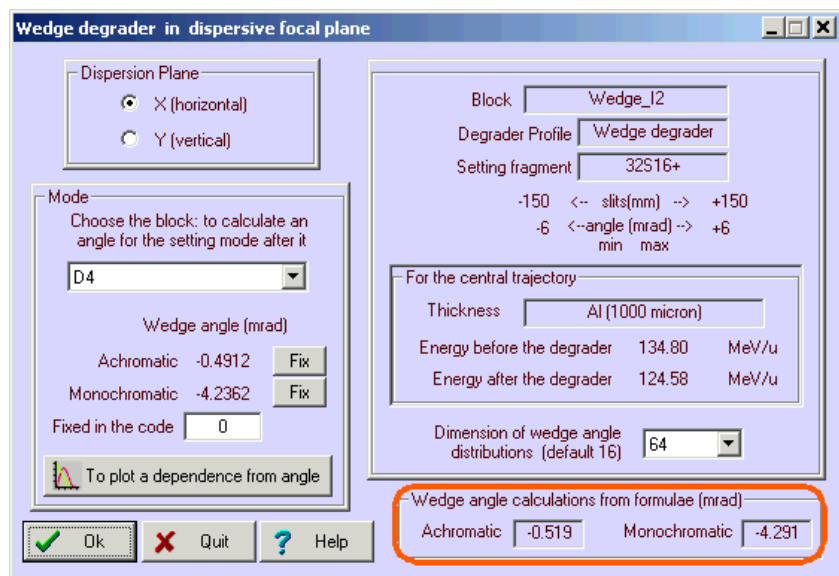 Wedge degrader in dispersive focal plane
Dispersion Plane
X (horizontal)
Y (vertical)
Mode
Choose the block: to calculate an
angle for the setting mode after it
D4
Wedge angle (mrad)
Achromatic -0.4912 Fix
Monochromatic -4.2362 Fix
Fixed in the code 0
To plot a dependence from angle
Ok Quit ? Help
Block Wedge_I2
Degrader Profile Wedge degrader
Setting fragment 32S16+
-150 <-- slits(mm) --> +150
-6 <--angle (mrad) --> +6
min max
For the central trajectory
Thickness Al (1000 micron)
Energy before the degrader 134.80 MeV/u
Energy after the degrader 124.58 MeV/u
Dimension of wedge angle
distributions (default 16) 64
Wedge angle calculations from formulae (mrad)
Achromatic -0.519 Monochromatic -4.291